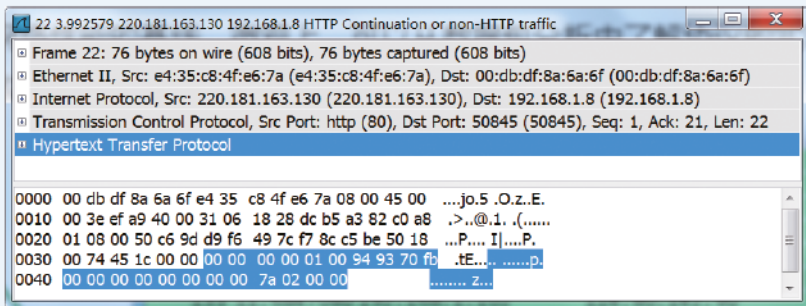 22 3.992579 220.181.163.130 192.168.1.8 HTTP Continuation or non-HTTP traffic
Frame 22: 76 bytes on wire (608 bits), 76 bytes captured (608 bits)
Ethernet II, Src: e4:35:c8:4f:e6:7a (e4:35:c8:4f:e6:7a), Dst: 00:db:df:8a:6a:6f (00:db:df:8a:6a:6f)
Internet Protocol, Src: 220.181.163.130 (220.181.163.130), Dst: 192.168.1.8 (192.168.1.8)
Transmission Control Protocol, Src Port: http (80), Dst Port: 50845 (50845), Seq: 1, Ack: 21, Len: 22
Hypertext Transfer Protocol
0000 00 db df 8a 6a 6f e4 35 c8 4f e6 7a 08 00 45 00 ....jo.5 .O.z..E.
0010 00 3e ef a9 40 00 31 06 18 28 dc b5 a3 82 c0 a8 .>..@.1. .(......
0020 01 08 00 50 c6 9d d9 f6 49 7c f7 8c c5 be 50 18 ...P.... I|....P.
0030 00 74 45 1c 00 00 00 00 00 00 01 00 94 93 70 fb .tE..... ......p.
0040 00 00 00 00 00 00 00 00 7a 02 00 00 ........ z...